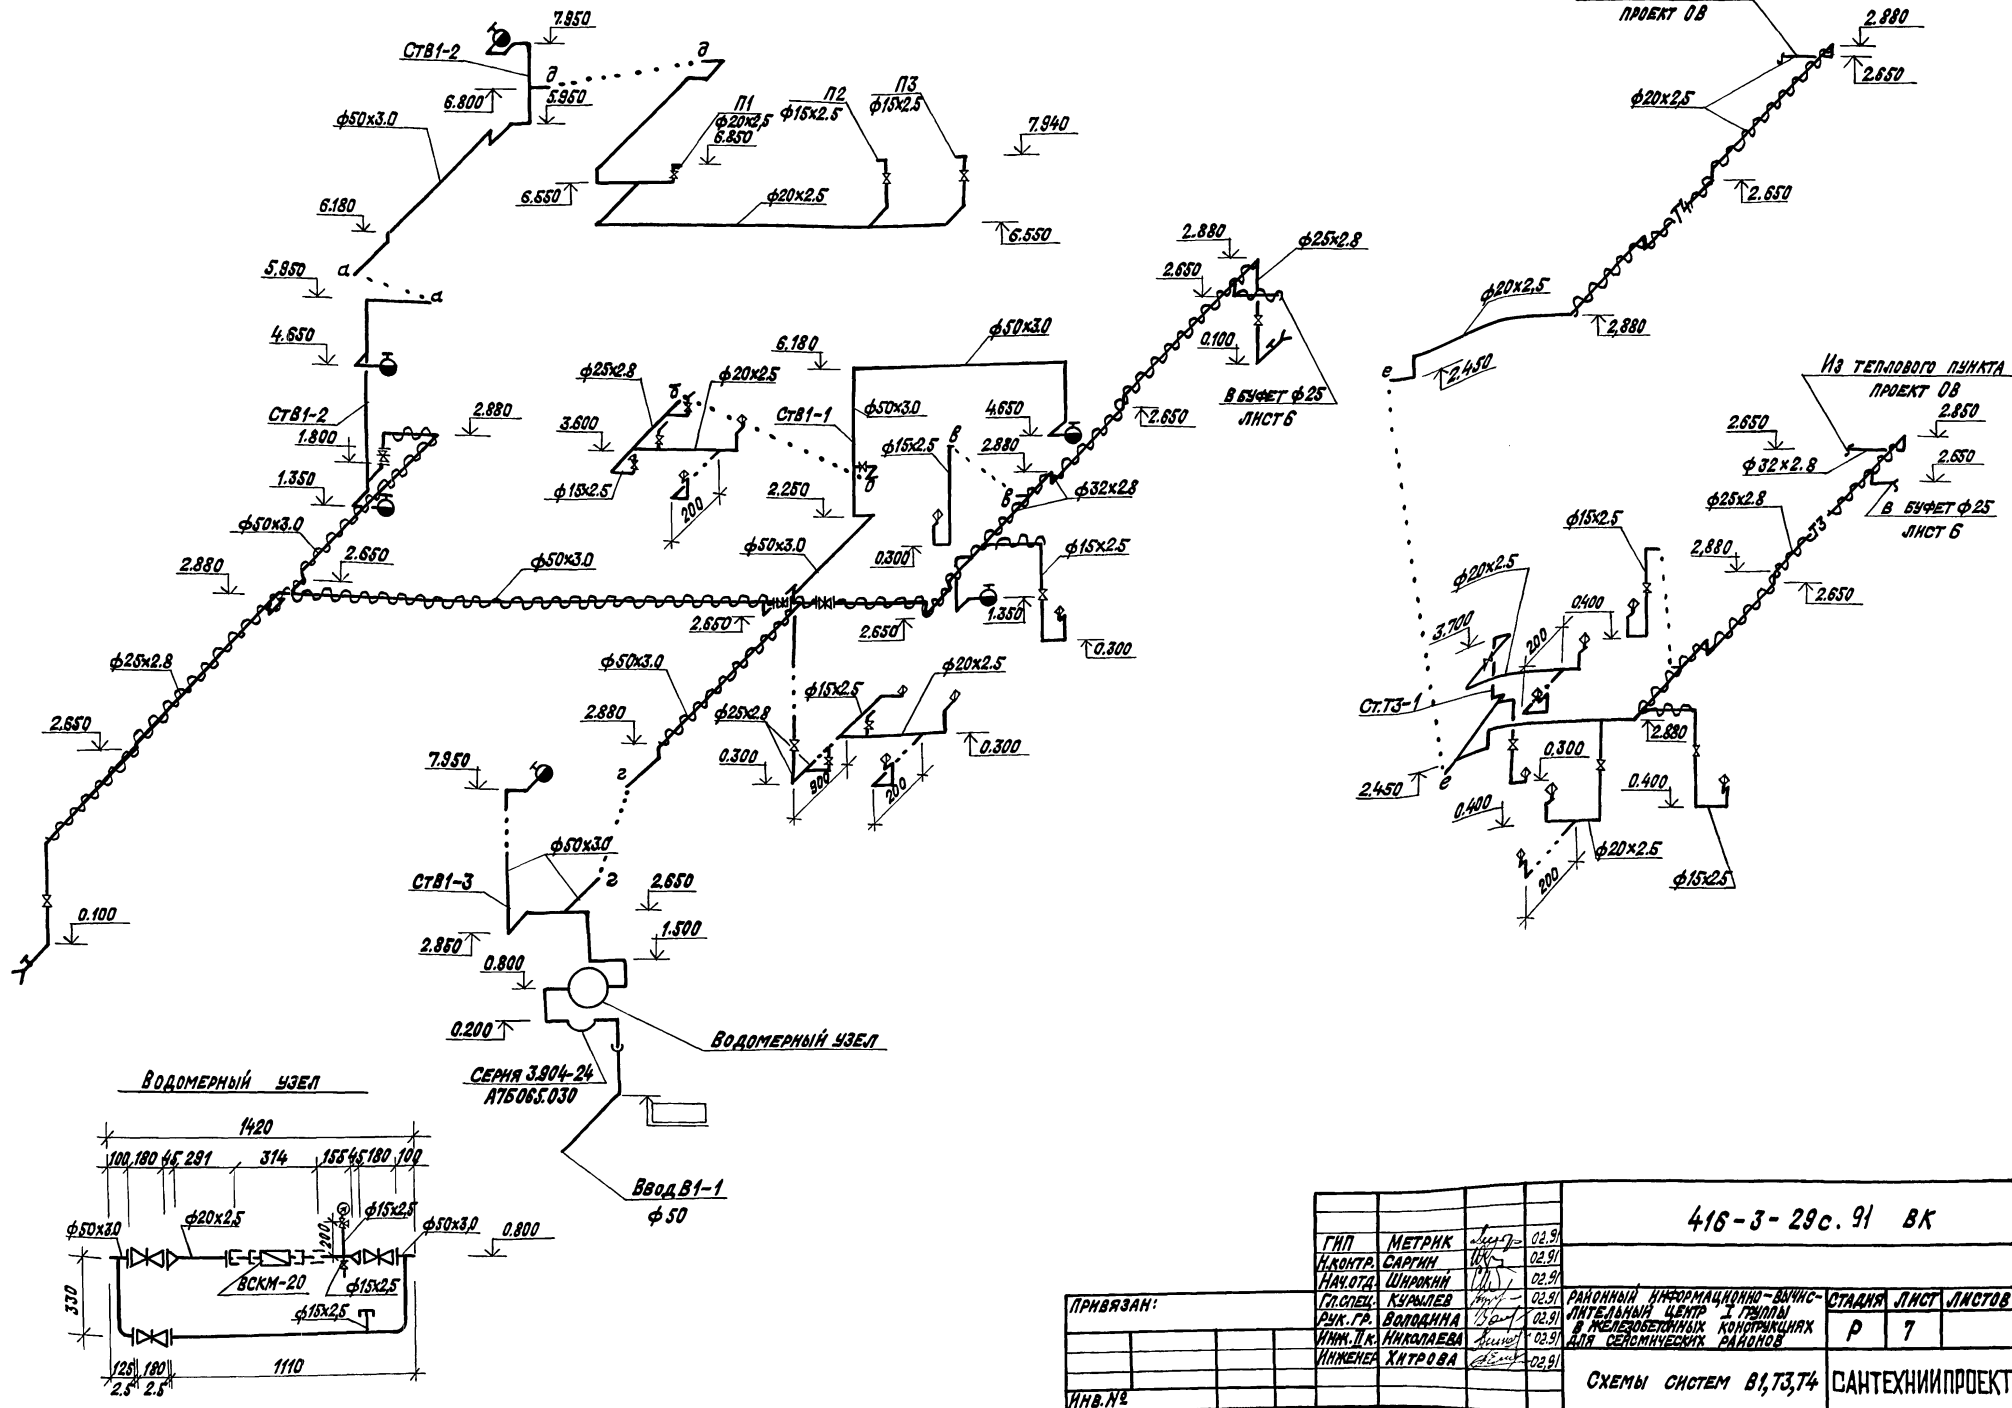 7.950
СтВ1-2
д
д
6.800
5.950
ф50х3.0
6.180
а
5.950
а
4.650
СтВ1-2
1.800
2.880
1.350
ф50х3.0
2.650
2.880
П1
ф20х2,5
6.850
П2
ф15х2.5
П3
ф15х2.5
7.940
6.550
ф20х2.5
6.550
ф25х2.8
б
ф20х2.5
3.600
ф15х2.5
200
6.180
ф50х3.0
СтВ1-1
ф50х3.0
б
2.250
ф50х3.0
ф15х2.5
в
0.300
4.650
2.880
в
ф32х2.8
2.880
2.650
ф25х2.8
0.100
В БУФЕТ ф25
ЛИСТ 6
2.650
ф50х3.0
2.650
2.650
1.350
ф15х2.5
0.300
ф25х2.8
2.650
0.100
ф50х3.0
2.880
г
ф15х2.5
ф20х2.5
ф25х2.8
0.300
0.300
900
200
7.950
ф50х3.0
СтВ1-3
г
2.650
2.850
1.500
0.800
0.200
ВОДОМЕРНЫЙ УЗЕЛ
СЕРИЯ 3.904-24
А7Б065.030
ВВОД В1-1
ф50
ПРОЕКТ ОВ
2.880
2.650
ф20х2,5
2.650
Т4
ф20х2,5
2,880
е
2.450
ИЗ ТЕПЛОВОГО ПУНКТА
ПРОЕКТ ОВ
2.850
2.650
ф32х2.8
2.650
В БУФЕТ ф25
ЛИСТ 6
ф25х2.8
Т3
ф15х2.5
2,880
2.650
ф20х2.5
0.400
3.700
200
Ст.Т3-1
2.880
0.300
2.450
е
0.400
0.400
ф20х2.5
ф15х2.5
200
ВОДОМЕРНЫЙ УЗЕЛ
1420
100 180 45 291 314 155 45 180 100
ф50х3.0
ф20х2,5
200
ф15х2,5
ф50х3.0
0.800
ВСКМ-20
ф15х2,5
ф15х2,5
330
125 180 1110
2.5 2.5
ПРИВЯЗАН:
ИНВ.№
ГИП МЕТРИК 02.91
Н.КОНТР. САРГИН 02.91
НАЧ.ОТД. ШИРОКИЙ 02.91
ГЛ.СПЕЦ. КУРЫЛЕВ 02.91
РУК.ГР. ВОЛОДИНА 02.91
ИНЖ.II к. НИКОЛАЕВА 02.91
ИНЖЕНЕР ХИТРОВА 02,91
416-3-29с.91 ВК
РАЙОННЫЙ ИНФОРМАЦИОННО-ВЫЧИС-
ЛИТЕЛЬНЫЙ ЦЕНТР I ГРУППЫ
В ЖЕЛЕЗОБЕТОННЫХ КОНСТРУКЦИЯХ
ДЛЯ СЕЙСМИЧЕСКИХ РАЙОНОВ
СТАДИЯ ЛИСТ ЛИСТОВ
Р 7
СХЕМЫ СИСТЕМ В1,Т3,Т4
САНТЕХНИИПРОЕКТ